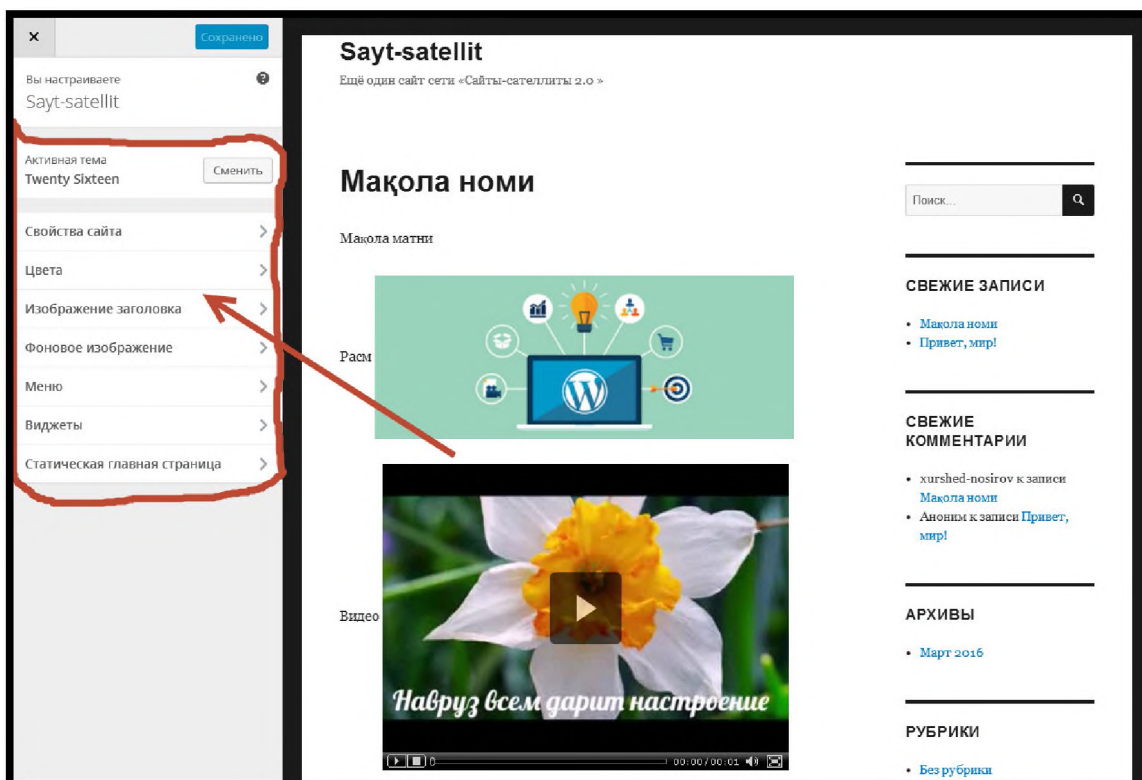 ×
Сохранено
Вы настраиваете
Sayt-satellit
Активная тема
Twenty Sixteen
Сменить
Свойства сайта
Цвета
Изображение заголовка
Фоновое изображение
Меню
Виджеты
Статическая главная страница
Sayt-satellit
Ещё один сайт сети «Сайты-сателлиты 2.0 »
Мақола номи
Мақола матни
Расм
Видео
Навруз всем дарит настроение
00:00/00:01
Поиск...
СВЕЖИЕ ЗАПИСИ
• Мақола номи
• Привет, мир!
СВЕЖИЕ
КОММЕНТАРИИ
• xurshed-nosirov к записи
Мақола номи
• Аноним к записи Привет,
мир!
АРХИВЫ
• Март 2016
РУБРИКИ
• Без рубрики